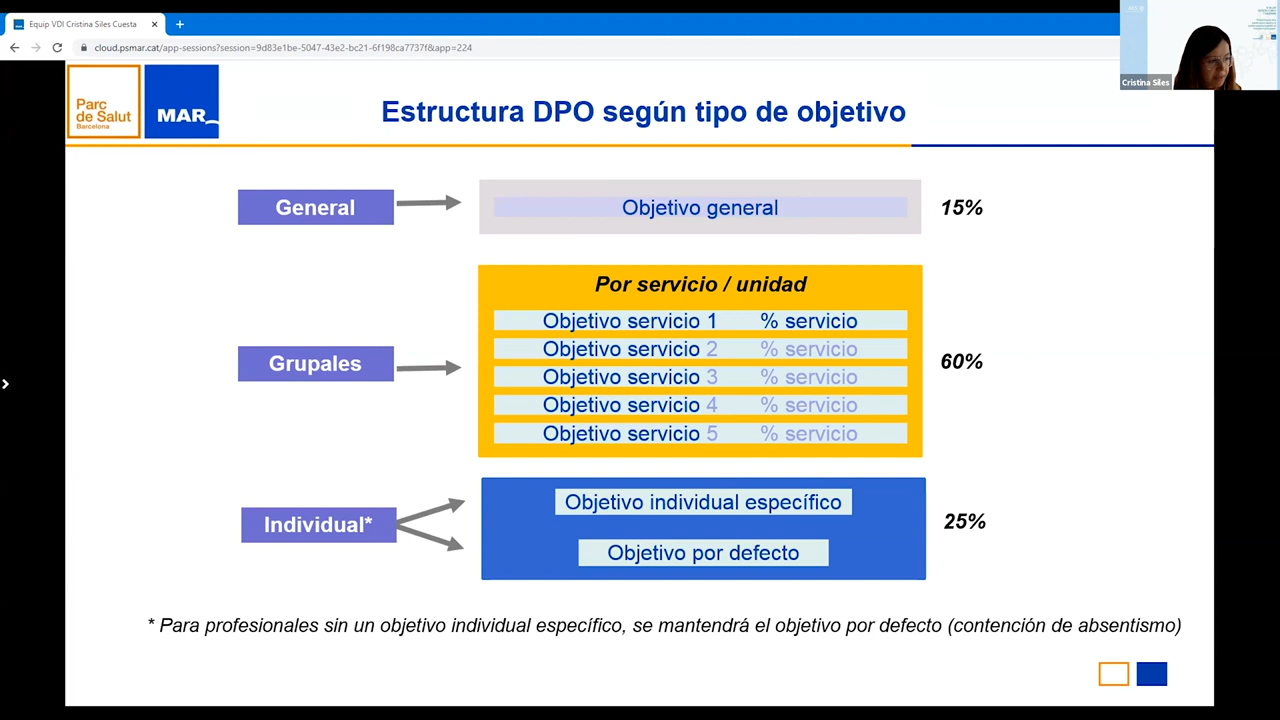 Equip VDI Cristina Siles Cuesta
cloud.psmar.cat/app-sessions?session=9d83e1be-5047-43e2-bc21-6f198ca7737f&app=224
Cristina Siles
Parc
de Salut
Barcelona
MAR
Estructura DPO según tipo de objetivo
General
Objetivo general
15%
Por servicio / unidad
Objetivo servicio 1 % servicio
Objetivo servicio 2 % servicio
Grupales
60%
Objetivo servicio 3 % servicio
Objetivo servicio 4 % servicio
Objetivo servicio 5 % servicio
Individual*
Objetivo individual específico
25%
Objetivo por defecto
* Para profesionales sin un objetivo individual específico, se mantendrá el objetivo por defecto (contención de absentismo)